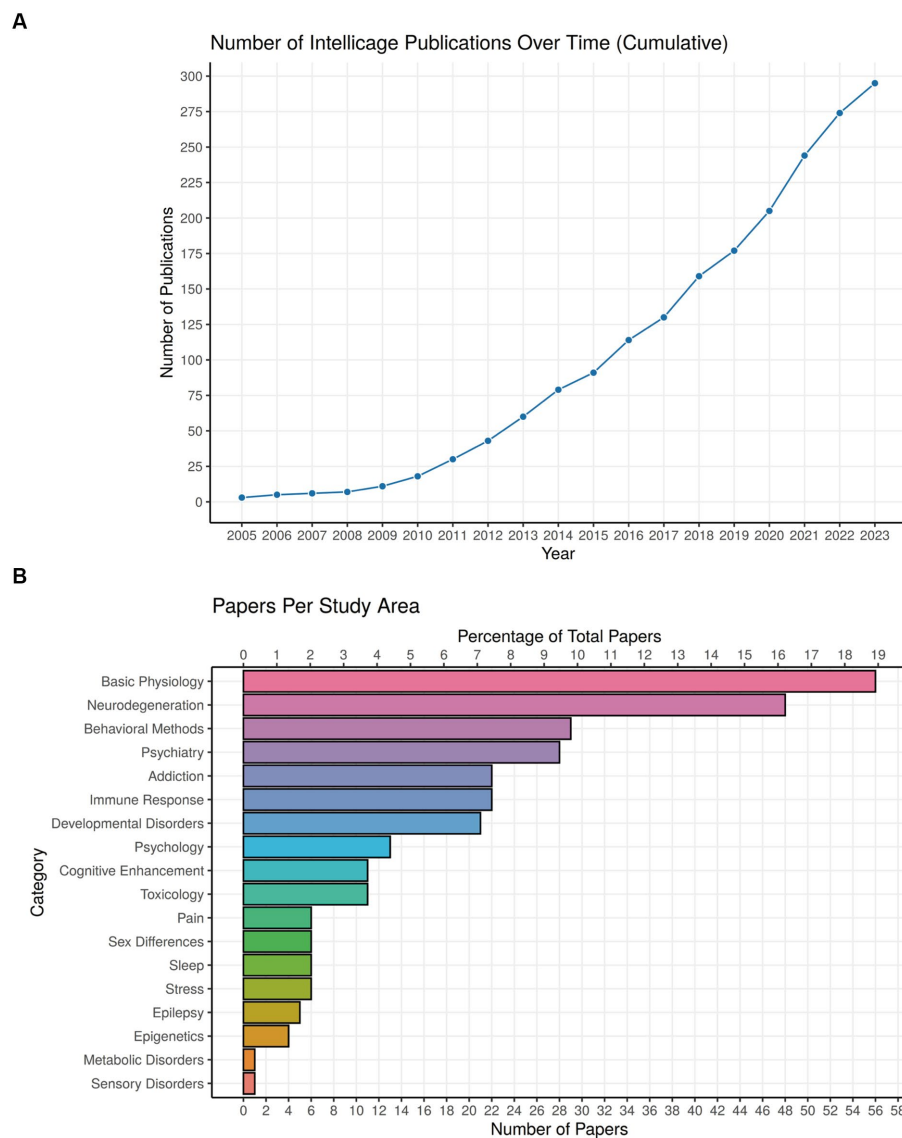 A
Number of Intellicage Publications Over Time (Cumulative)
300
275
250
225
200
175
150
125
100
75
50
25
0
Number of Publications
2005 2006 2007 2008 2009 2010 2011 2012 2013 2014 2015 2016 2017 2018 2019 2020 2021 2022 2023
Year
B
Papers Per Study Area
Percentage of Total Papers
0 1 2 3 4 5 6 7 8 9 10 11 12 13 14 15 16 17 18 19
Category
Basic Physiology
Neurodegeneration
Behavioral Methods
Psychiatry
Addiction
Immune Response
Developmental Disorders
Psychology
Cognitive Enhancement
Toxicology
Pain
Sex Differences
Sleep
Stress
Epilepsy
Epigenetics
Metabolic Disorders
Sensory Disorders
0 2 4 6 8 10 12 14 16 18 20 22 24 26 28 30 32 34 36 38 40 42 44 46 48 50 52 54 56 58
Number of Papers